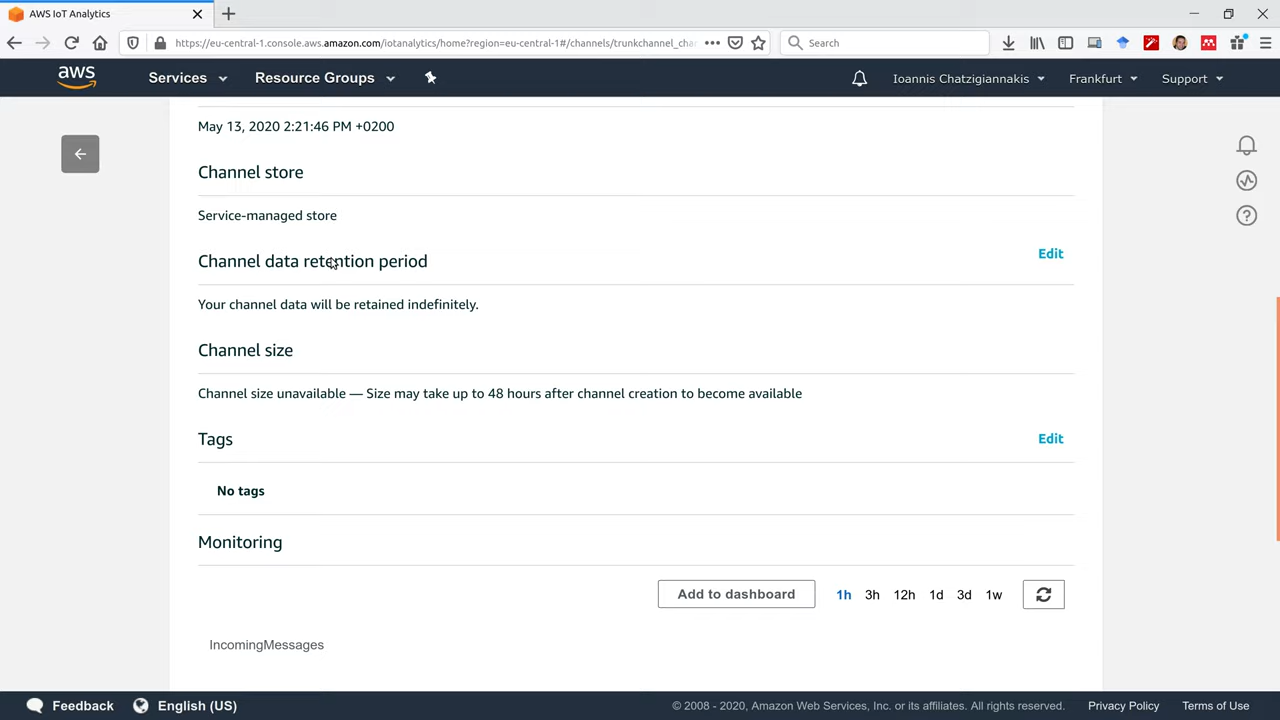 AWS IoT Analytics
https://eu-central-1.console.aws.amazon.com/iotanalytics/home?region=eu-central-1#/channels/trunkchannel_cha
Search
aws
Services
Resource Groups
Ioannis Chatzigiannakis
Frankfurt
Support
May 13, 2020 2:21:46 PM +0200
Channel store
Service-managed store
Channel data retention period
Edit
Your channel data will be retained indefinitely.
Channel size
Channel size unavailable — Size may take up to 48 hours after channel creation to become available
Tags
Edit
No tags
Monitoring
Add to dashboard
1h 3h 12h 1d 3d 1w
IncomingMessages
Feedback
English (US)
© 2008 - 2020, Amazon Web Services, Inc. or its affiliates. All rights reserved.
Privacy Policy
Terms of Use